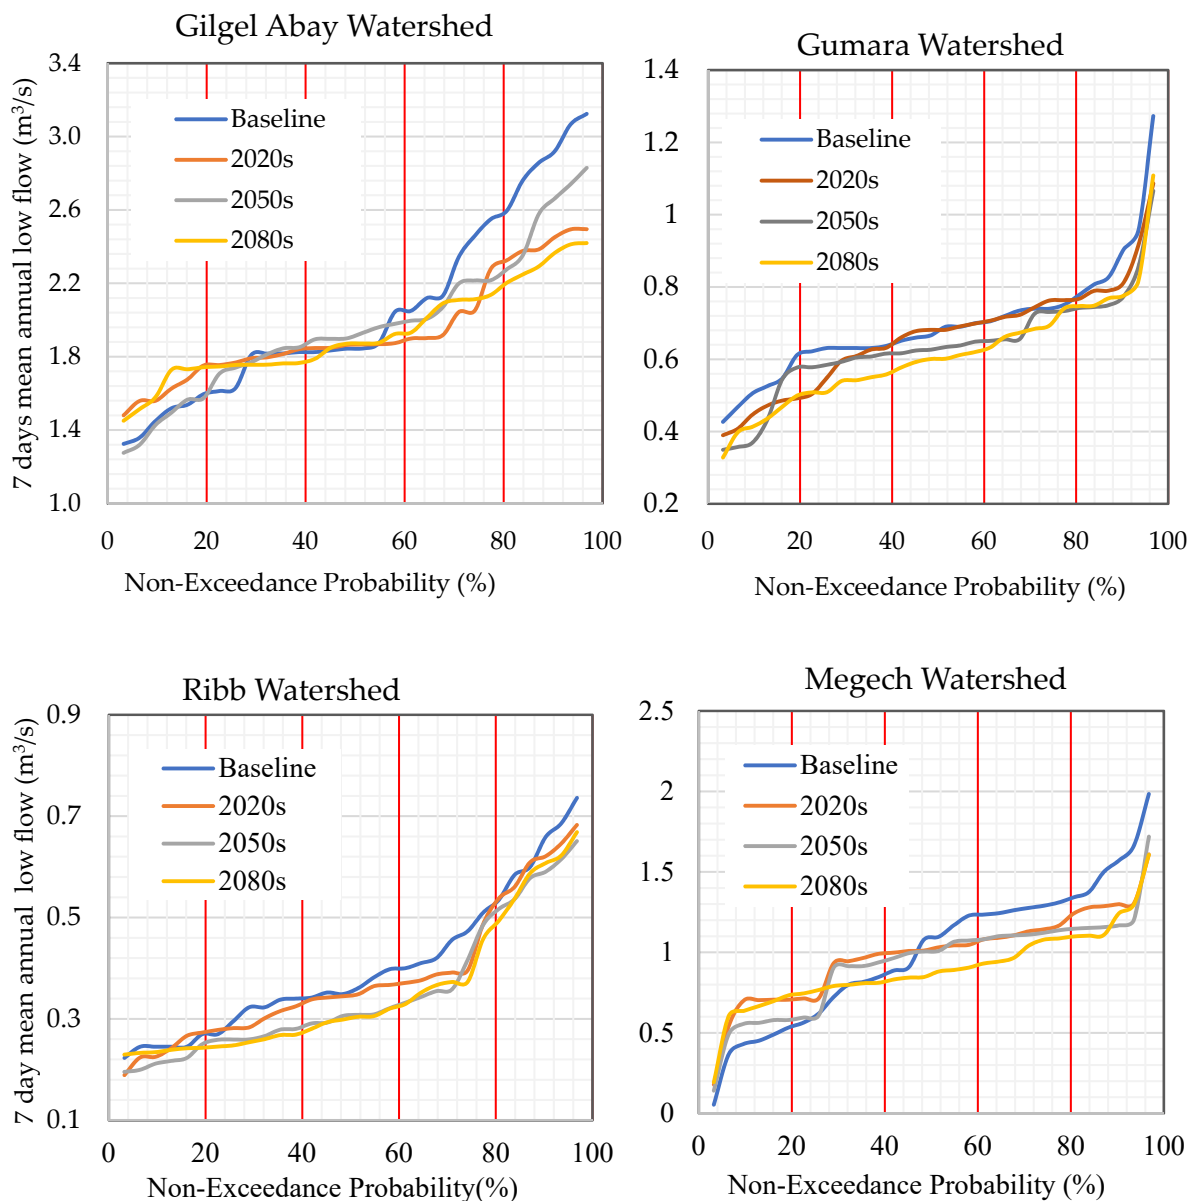 Gilgel Abay Watershed
7 days mean annual low flow (m³/s)
3.4
3.0
2.6
2.2
1.8
1.4
1.0
Baseline
2020s
2050s
2080s
0
20
40
60
80
100
Non-Exceedance Probability (%)
Gumara Watershed
1.4
1.2
1
0.8
0.6
0.4
0.2
Baseline
2020s
2050s
2080s
0
20
40
60
80
100
Non-Exceedance Probability (%)
Ribb Watershed
7 day mean annual low flow (m³/s)
0.9
0.7
0.5
0.3
0.1
Baseline
2020s
2050s
2080s
0
20
40
60
80
100
Non-Exceedance Probability(%)
Megech Watershed
2.5
2
1.5
1
0.5
0
Baseline
2020s
2050s
2080s
0
20
40
60
80
100
Non-Exceedance Probability (%)